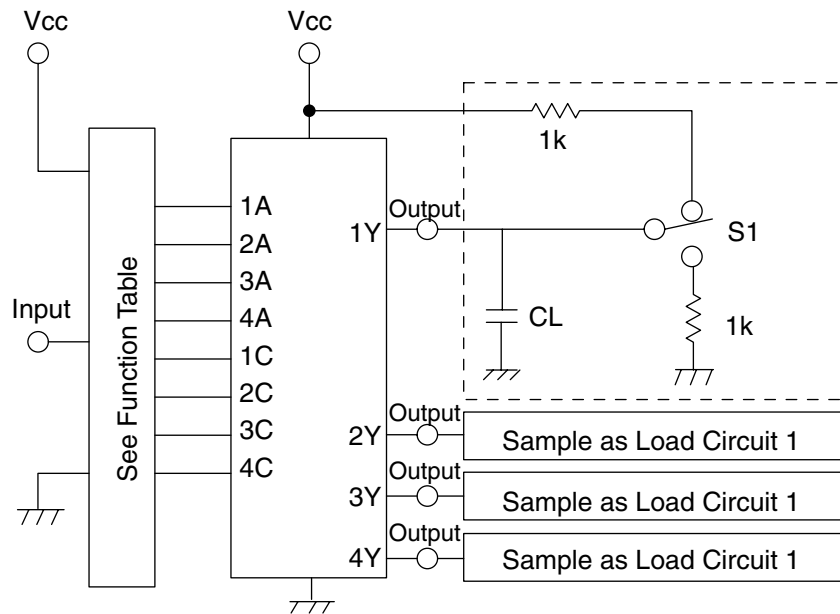 Vcc
Vcc
1k
1A
Output
1Y
S1
2A
3A
Input
4A
See Function Table
CL
1k
1C
2C
Output
3C
2Y
Sample as Load Circuit 1
4C
Output
3Y
Sample as Load Circuit 1
Output
4Y
Sample as Load Circuit 1